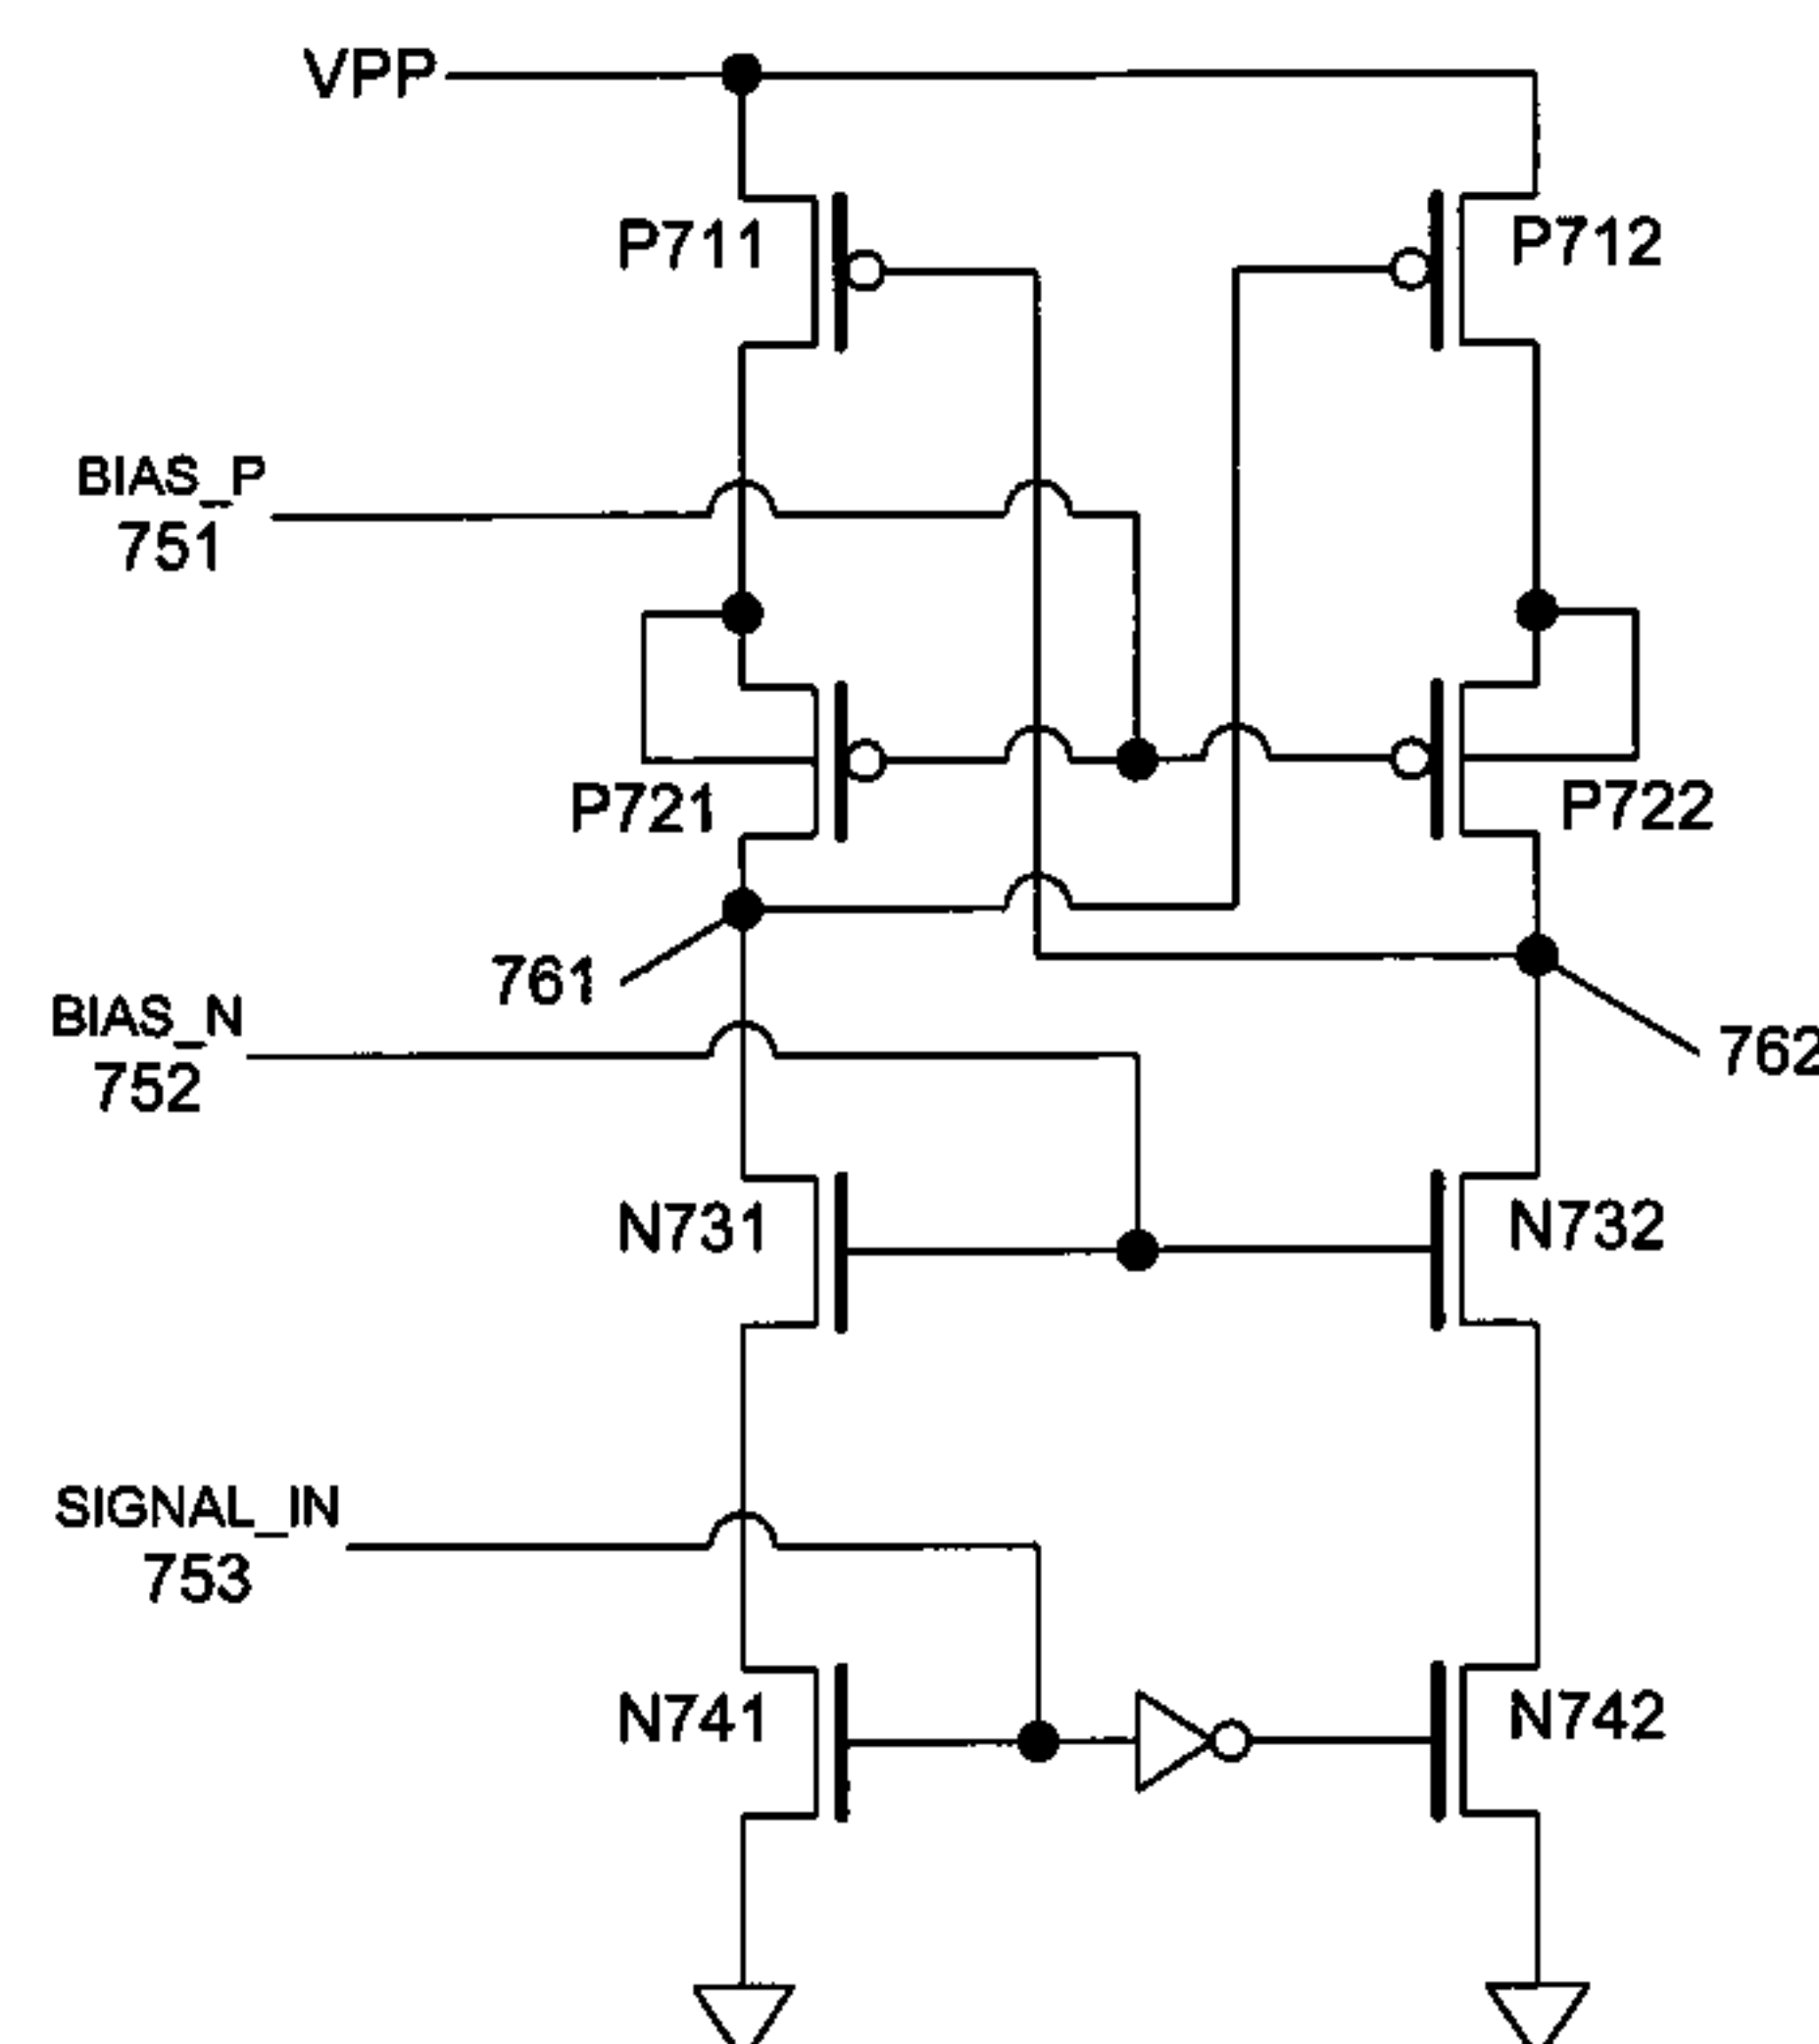 VPP
P711
P712
BIAS_P
751
P721
P722
761
BIAS_N
752
762
N731
N732
SIGNAL_IN
753
N741
N742